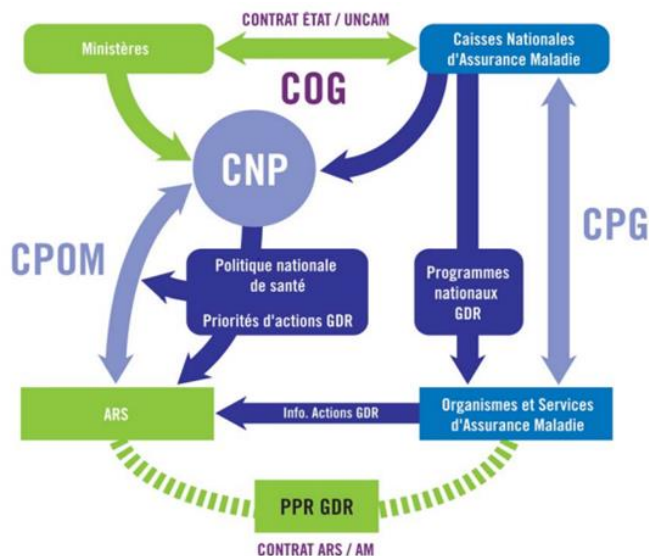 CONTRAT ÉTAT / UNCAM
Ministères
Caisses Nationales
d'Assurance Maladie
COG
CNP
CPOM
CPG
Politique nationale
de santé
Priorités d'actions GDR
Programmes
nationaux
GDR
ARS
Info. Actions GDR
Organismes et Services
d'Assurance Maladie
PPR GDR
CONTRAT ARS / AM